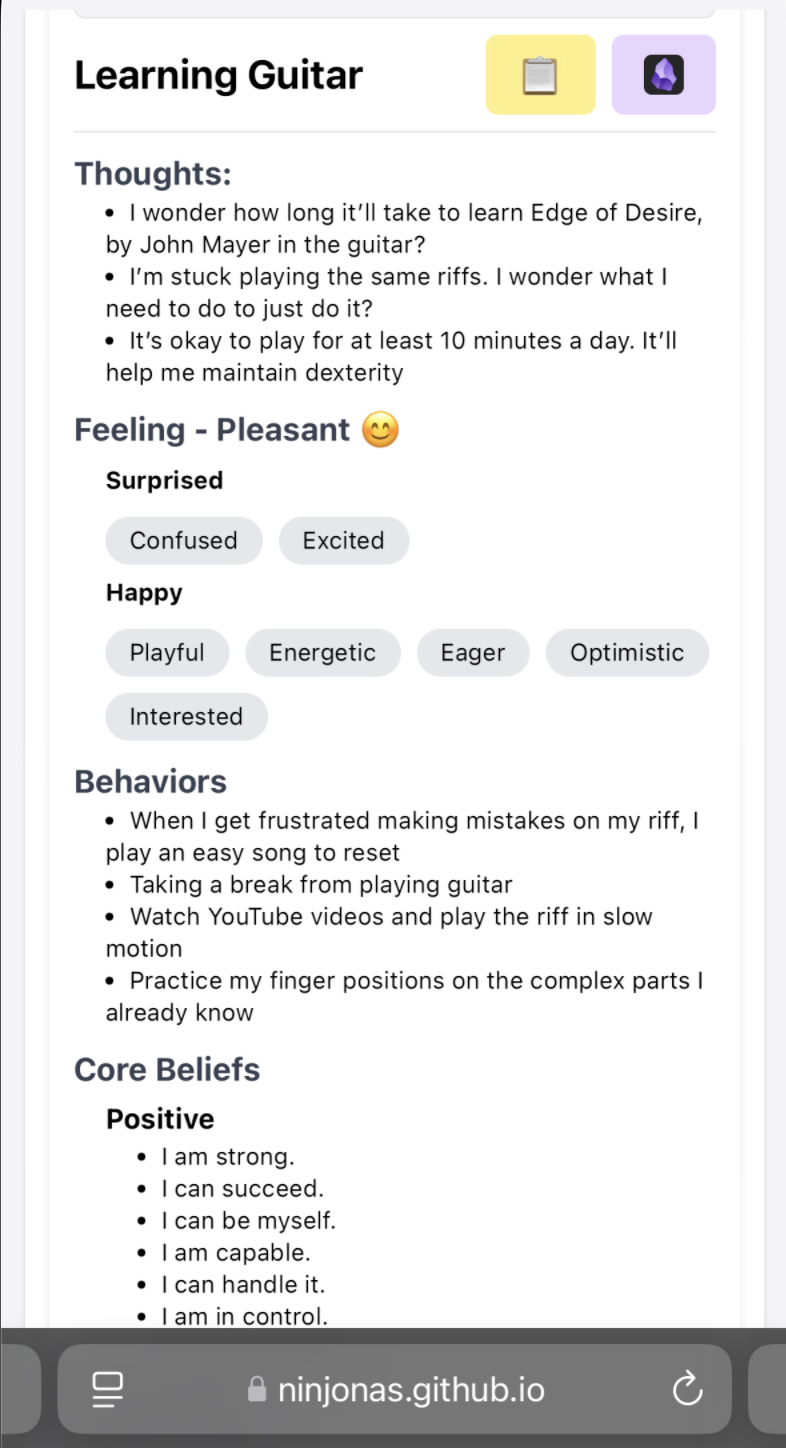 Learning Guitar
Thoughts:
• I wonder how long it’ll take to learn Edge of Desire,
by John Mayer in the guitar?
• I’m stuck playing the same riffs. I wonder what I
need to do to just do it?
• It’s okay to play for at least 10 minutes a day. It’ll
help me maintain dexterity
Feeling - Pleasant 😊
Surprised
Confused Excited
Happy
Playful Energetic Eager Optimistic
Interested
Behaviors
• When I get frustrated making mistakes on my riff, I
play an easy song to reset
• Taking a break from playing guitar
• Watch YouTube videos and play the riff in slow
motion
• Practice my finger positions on the complex parts I
already know
Core Beliefs
Positive
• I am strong.
• I can succeed.
• I can be myself.
• I am capable.
• I can handle it.
• I am in control.
ninjonas.github.io